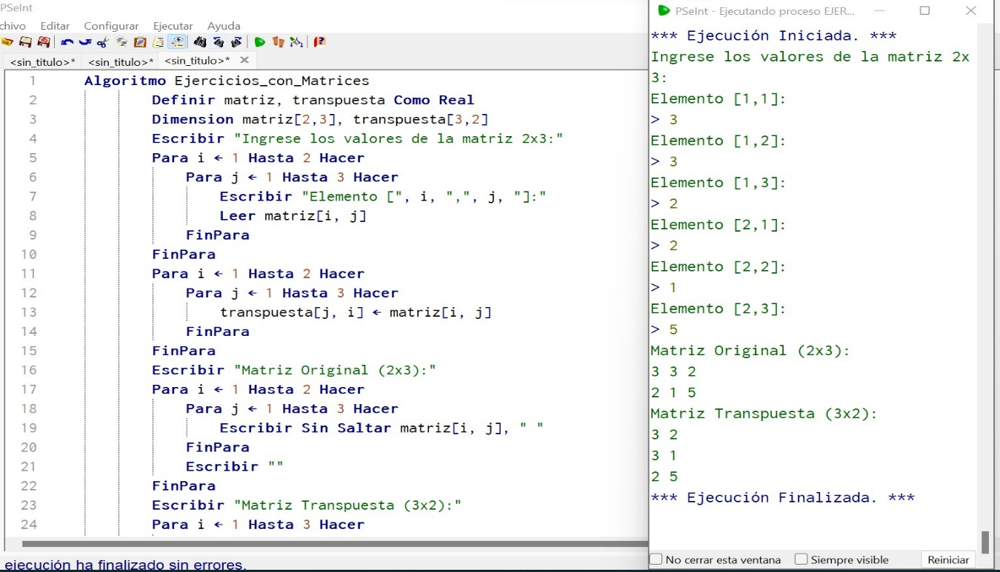 PSeInt
chivo Editar Configurar Ejecutar Ayuda
<sin_titulo>* <sin_titulo>* <sin_titulo>*
1 Algoritmo Ejercicios_con_Matrices
2 Definir matriz, transpuesta Como Real
3 Dimension matriz[2,3], transpuesta[3,2]
4 Escribir "Ingrese los valores de la matriz 2x3:"
5 Para i ← 1 Hasta 2 Hacer
6 Para j ← 1 Hasta 3 Hacer
7 Escribir "Elemento [", i, ",", j, "]:"
8 Leer matriz[i, j]
9 FinPara
10 FinPara
11 Para i ← 1 Hasta 2 Hacer
12 Para j ← 1 Hasta 3 Hacer
13 transpuesta[j, i] ← matriz[i, j]
14 FinPara
15 FinPara
16 Escribir "Matriz Original (2x3):"
17 Para i ← 1 Hasta 2 Hacer
18 Para j ← 1 Hasta 3 Hacer
19 Escribir Sin Saltar matriz[i, j], " "
20 FinPara
21 Escribir ""
22 FinPara
23 Escribir "Matriz Transpuesta (3x2):"
24 Para i ← 1 Hasta 3 Hacer
ejecución ha finalizado sin errores.
PSeInt - Ejecutando proceso EJER...
*** Ejecución Iniciada. ***
Ingrese los valores de la matriz 2x
3:
Elemento [1,1]:
> 3
Elemento [1,2]:
> 3
Elemento [1,3]:
> 2
Elemento [2,1]:
> 2
Elemento [2,2]:
> 1
Elemento [2,3]:
> 5
Matriz Original (2x3):
3 3 2
2 1 5
Matriz Transpuesta (3x2):
3 2
3 1
2 5
*** Ejecución Finalizada. ***
No cerrar esta ventana Siempre visible Reiniciar